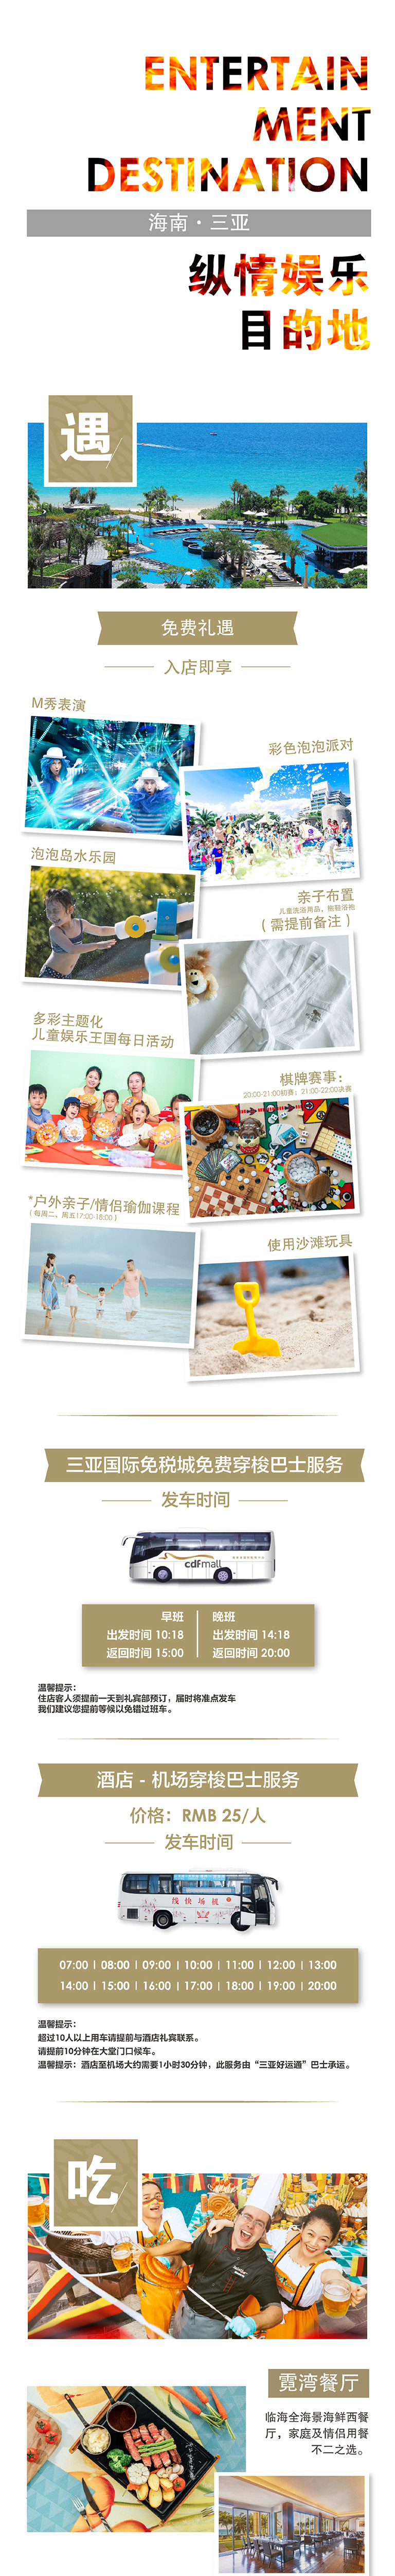 ENTERTAIN
MENT
DESTINATION
海南·三亚
纵情娱乐
目的地
遇
免费礼遇
入店即享
M秀表演
彩色泡泡派对
泡泡岛水乐园
亲子布置
儿童洗浴用品、拖鞋浴袍
（需提前备注）
多彩主题化
儿童娱乐王国每日活动
棋牌赛事：
20:00-21:00初赛；21:00-22:00决赛
*户外亲子/情侣瑜伽课程
（每周二、周五17:00-18:00）
使用沙滩玩具
三亚国际免税城免费穿梭巴士服务
发车时间
cdfmall
早班
出发时间 10:18
返回时间 15:00
晚班
出发时间 14:18
返回时间 20:00
温馨提示：
住店客人须提前一天到礼宾部预订，届时将准点发车
我们建议您提前等候以免错过班车。
酒店 - 机场穿梭巴士服务
价格：RMB 25/人
发车时间
线快场机
07:00 | 08:00 | 09:00 | 10:00 | 11:00 | 12:00 | 13:00
14:00 | 15:00 | 16:00 | 17:00 | 18:00 | 19:00 | 20:00
温馨提示：
超过10人以上用车请提前与酒店礼宾联系。
请提前10分钟在大堂门口候车。
温馨提示：酒店至机场大约需要1小时30分钟，此服务由“三亚好运通”巴士承运。
吃
霓湾餐厅
临海全海景海鲜西餐
厅，家庭及情侣用餐
不二之选。